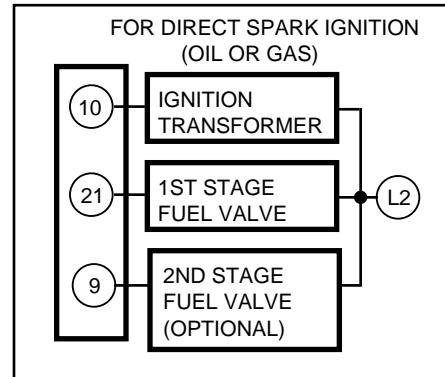 FOR DIRECT SPARK IGNITION
(OIL OR GAS)
10
IGNITION
TRANSFORMER
21
1ST STAGE
FUEL VALVE
L2
9
2ND STAGE
FUEL VALVE
(OPTIONAL)